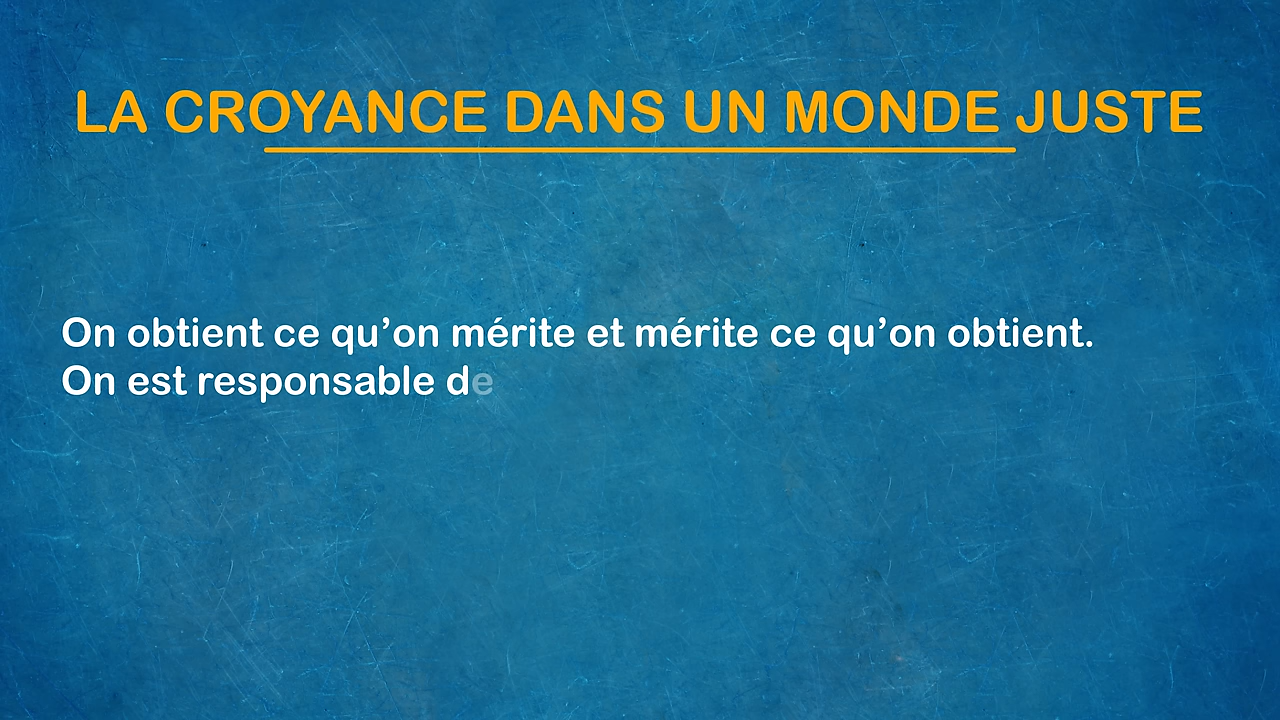 LA CROYANCE DANS UN MONDE JUSTE
On obtient ce qu’on mérite et mérite ce qu’on obtient.
On est responsable de